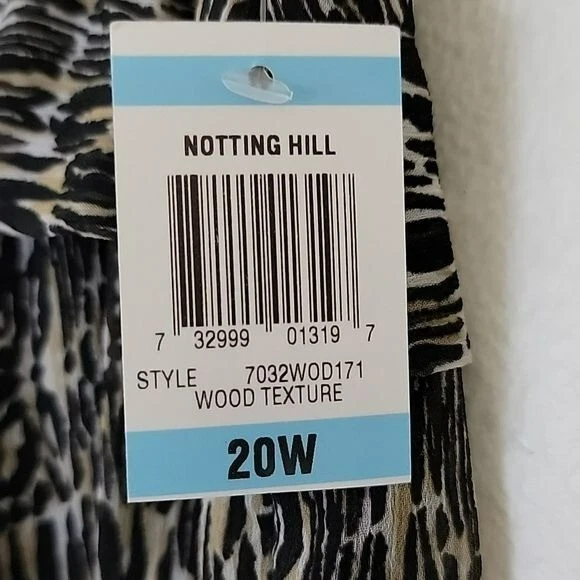 NOTTING HILL
7 32999 01319 7
STYLE 7032WOD171
WOOD TEXTURE
20W